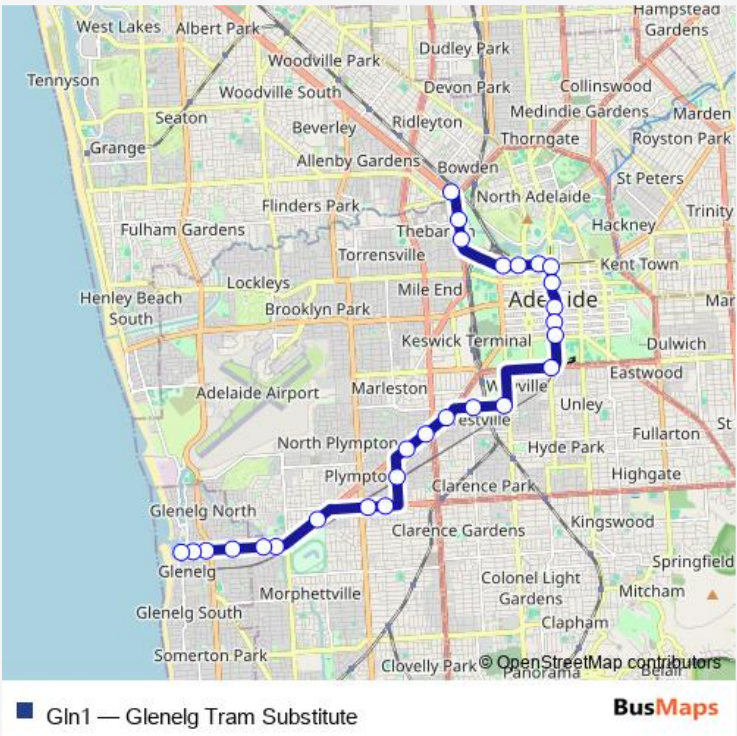 Hampstead
Gardens
West Lakes
Albert Park
Dudley Park
Woodville Park
Tennyson
Woodville South
Devon Park
Collinswood
Medindie Gardens
Marden
Seaton
Beverley
Ridleyton
Thorngate
Royston Park
Grange
Allenby Gardens
Bowden
St Peters
North Adelaide
Flinders Park
Trinity
Fulham Gardens
Hackney
Torrensville
Kent Town
Lockleys
Mile End
Henley Beach
South
Brooklyn Park
Keswick Terminal
Dulwich
Eastwood
Adelaide Airport
Marleston
Unley
North Plympton
Fullarton
St
Hyde Park
Highgate
Clarence Park
Glenelg North
Kingswood
Clarence Gardens
Springfield
Glenelg
Colonel Light
Gardens
Mitcham
Morphettville
Glenelg South
Clapham
Somerton Park
Clovelly Park
© OpenStreetMap contributors
Panorama
Belair
Gln1 — Glenelg Tram Substitute
BusMaps